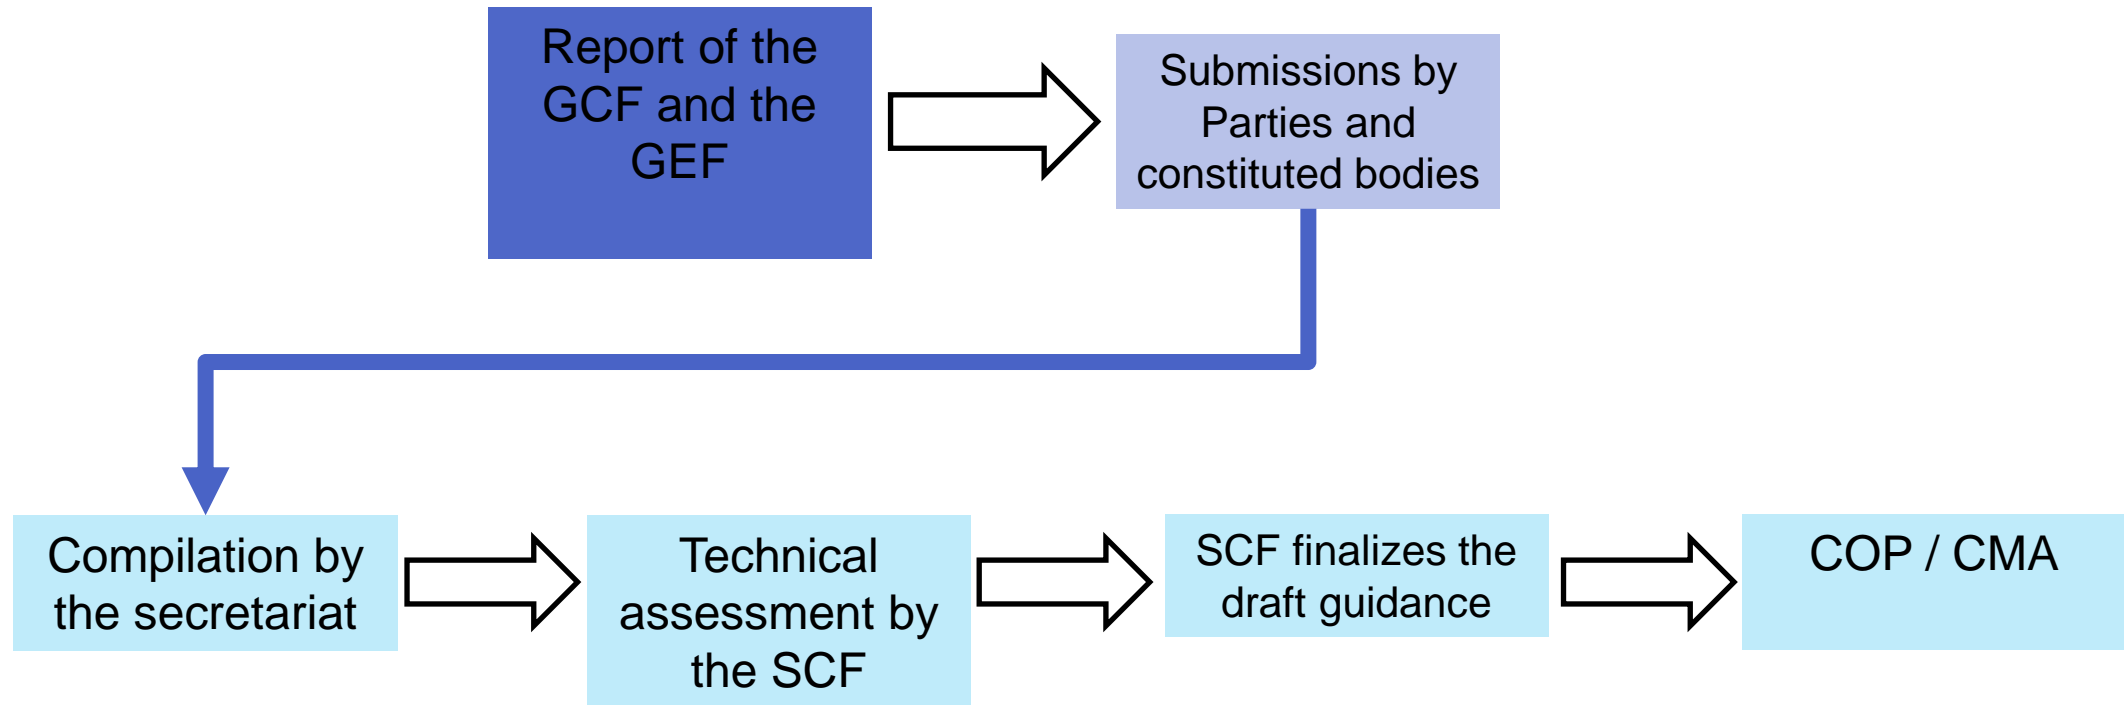 Report of the
GCF and the
GEF
Submissions by
Parties and
constituted bodies
Compilation by
the secretariat
Technical
assessment by
the SCF
SCF finalizes the
draft guidance
COP / CMA